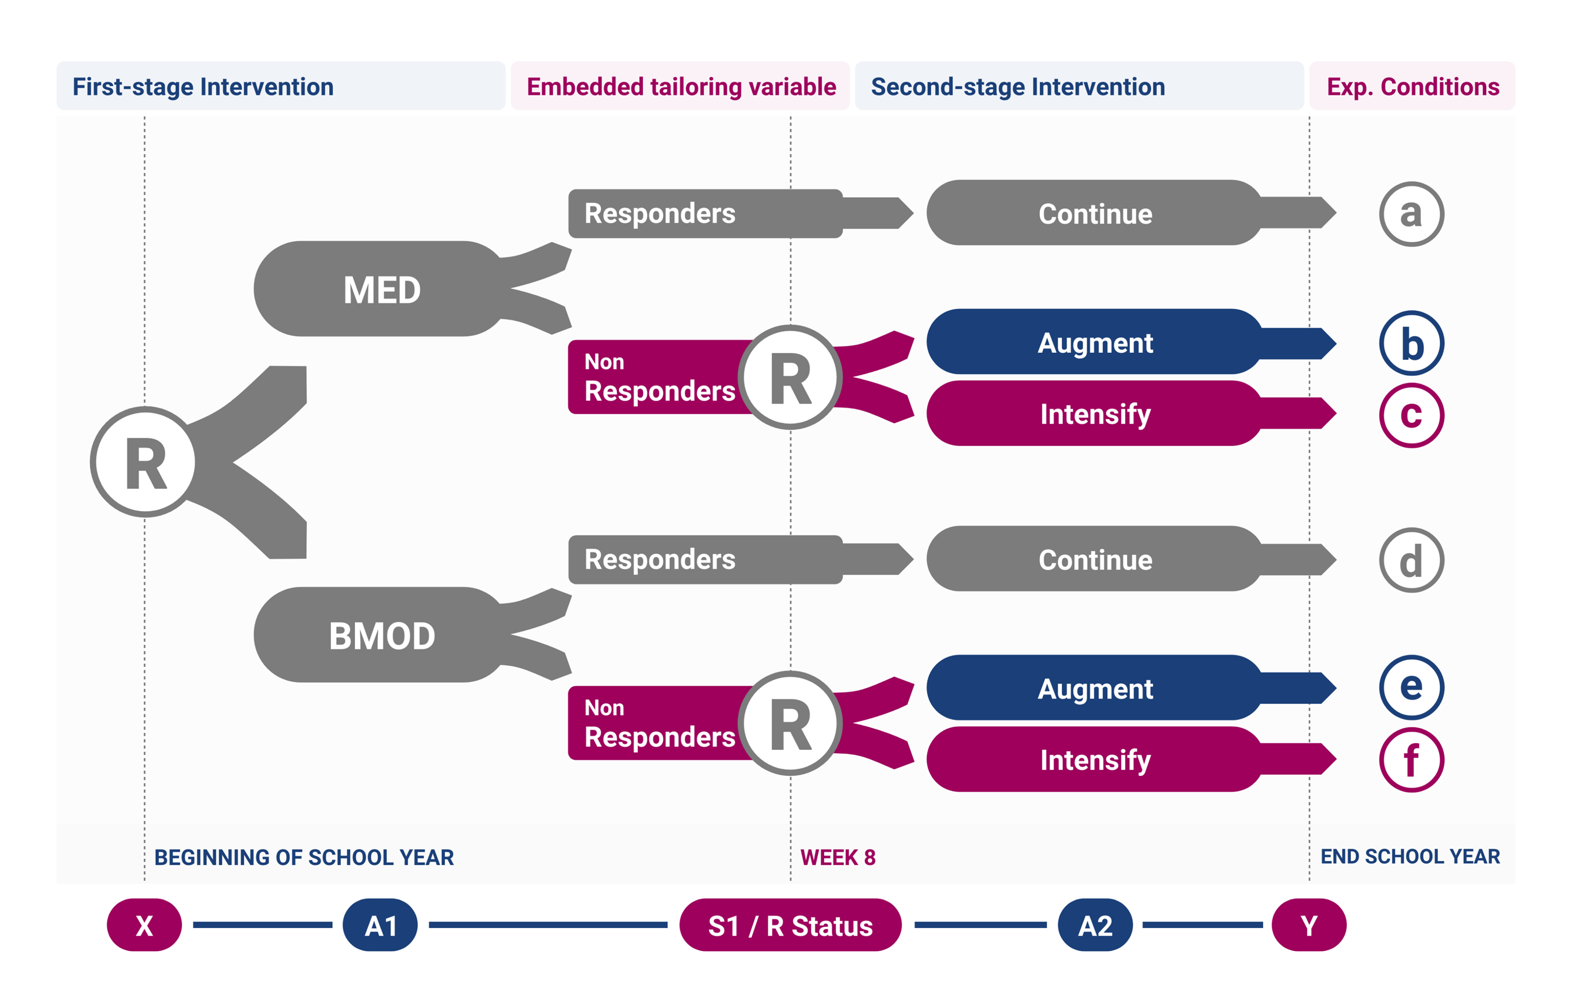 First-stage Intervention
Embedded tailoring variable
Second-stage Intervention
Exp. Conditions
R
MED
Responders
Continue
a
Non
Responders
R
Augment
b
Intensify
c
BMOD
Responders
Continue
d
Non
Responders
R
Augment
e
Intensify
f
BEGINNING OF SCHOOL YEAR
WEEK 8
END SCHOOL YEAR
X
A1
S1 / R Status
A2
Y